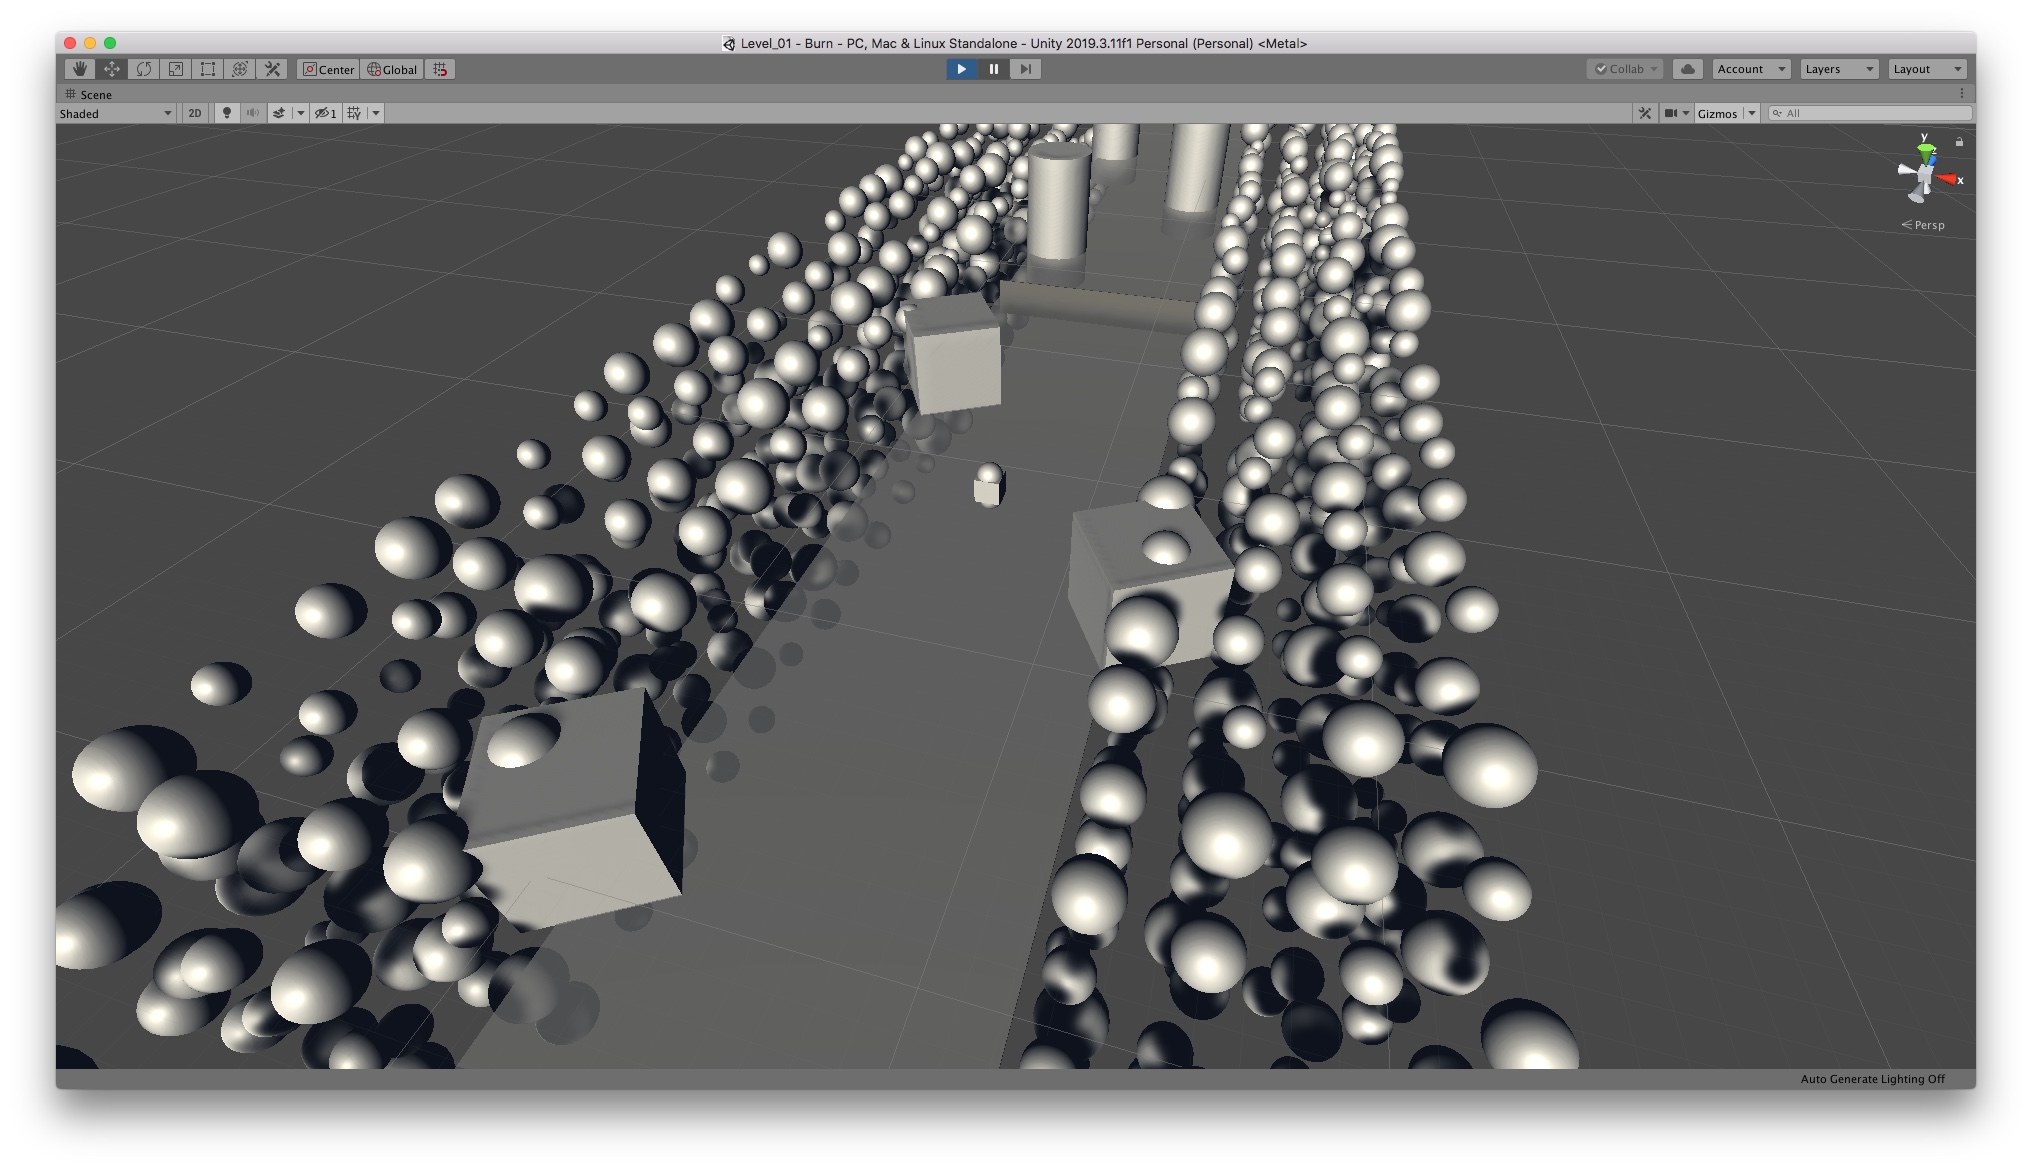 Level_01 - Burn - PC, Mac & Linux Standalone - Unity 2019.3.11f1 Personal (Personal) <Metal>
Center Global Collab Account Layers Layout
Scene
Shaded 2D 1 Gizmos All
y
z
x
Persp
Auto Generate Lighting Off